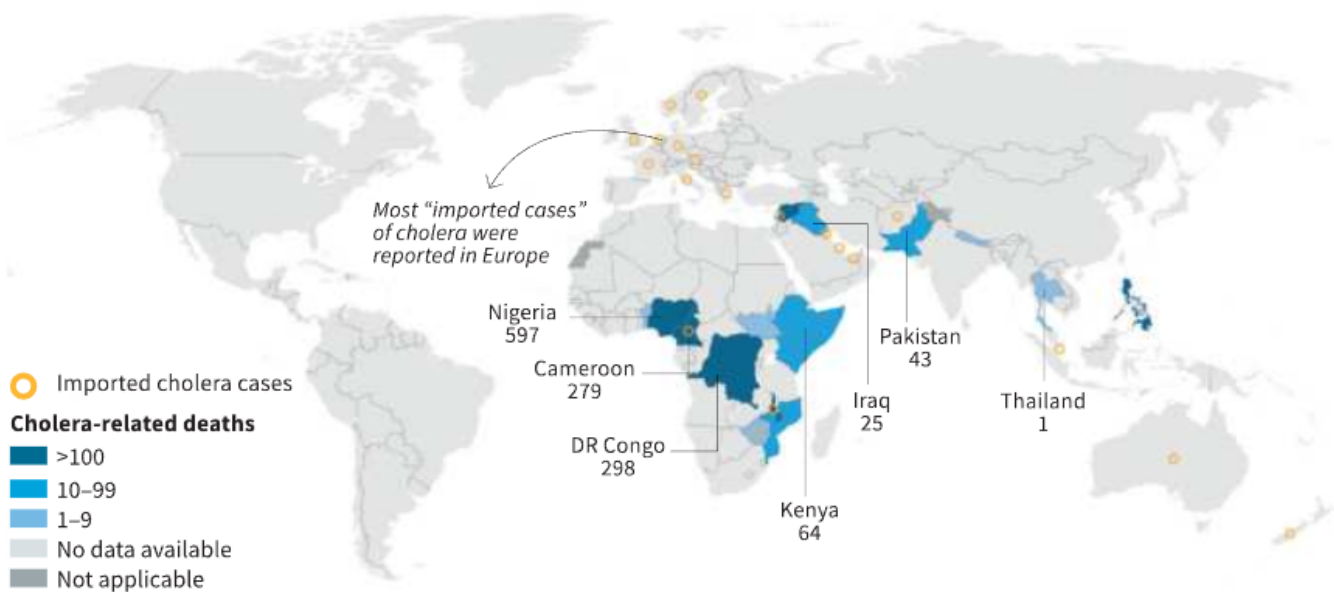 Most “imported cases”
of cholera were
reported in Europe
Nigeria
597
Cameroon
279
DR Congo
298
Kenya
64
Iraq
25
Pakistan
43
Thailand
1
Imported cholera cases
Cholera-related deaths
>100
10–99
1–9
No data available
Not applicable